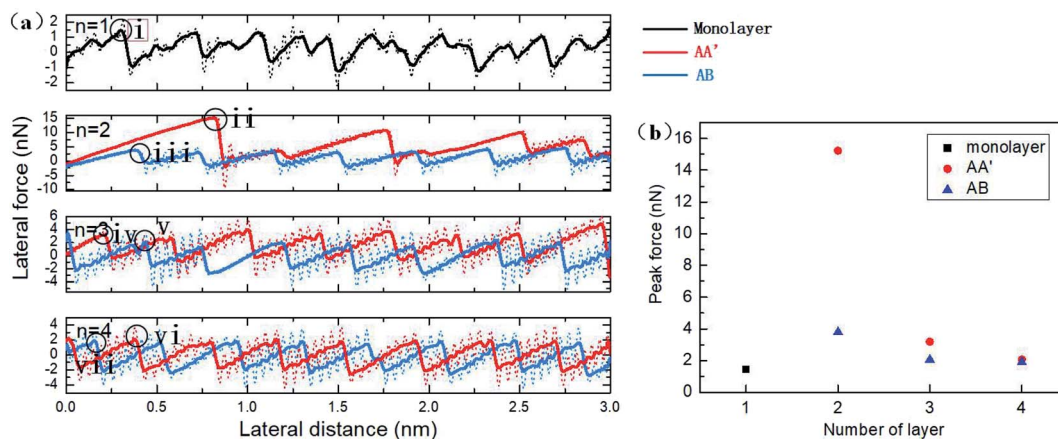 (a)
n=1
i
2
1
0
-1
-2
n=2
ii
iii
15
10
5
0
-5
-10
n=3
iv
v
6
4
2
0
-2
-4
-6
n=4
vii
vi
4
2
0
-2
-4
0.0 0.5 1.0 1.5 2.0 2.5 3.0
Lateral distance (nm)
Lateral force (nN)
Monolayer
AA'
AB
(b)
monolayer
AA'
AB
16
14
12
10
8
6
4
2
0
1 2 3 4
Number of layer
Peak force (nN)